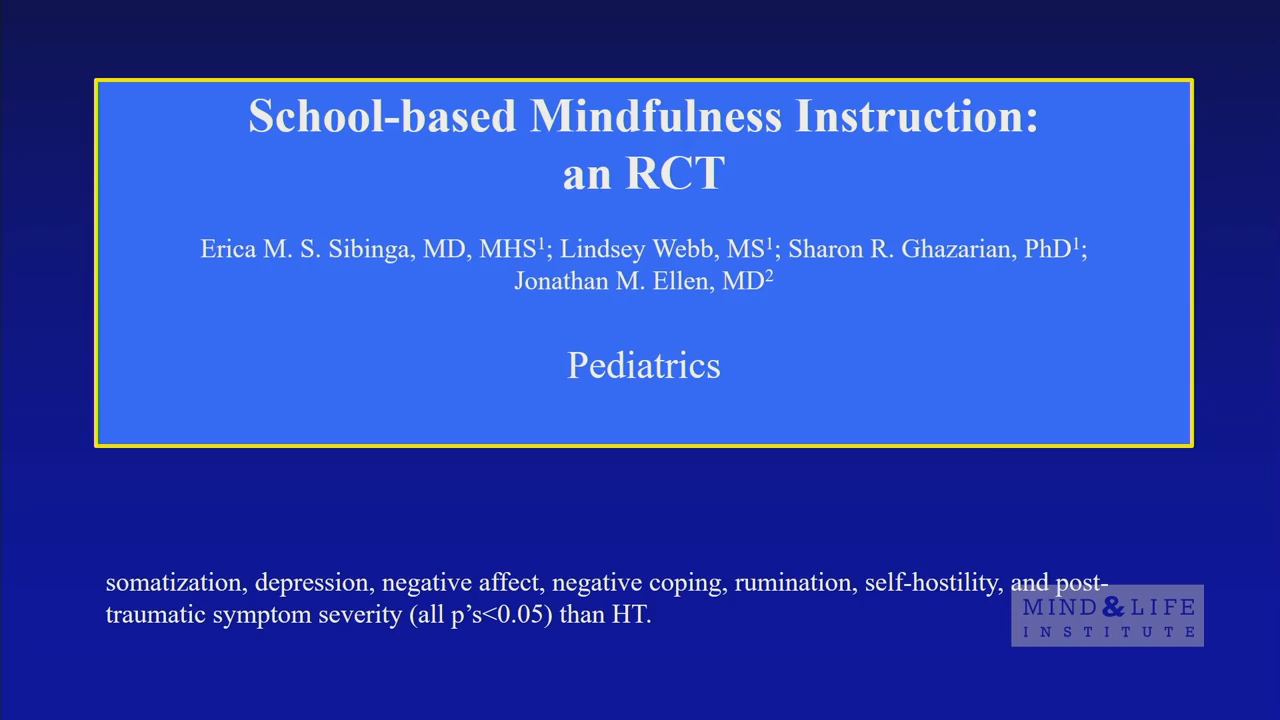 School-based Mindfulness Instruction:
an RCT
Erica M. S. Sibinga, MD, MHS¹; Lindsey Webb, MS¹; Sharon R. Ghazarian, PhD¹;
Jonathan M. Ellen, MD²
Pediatrics
somatization, depression, negative affect, negative coping, rumination, self-hostility, and post-
traumatic symptom severity (all p’s<0.05) than HT.
MIND & LIFE
INSTITUTE